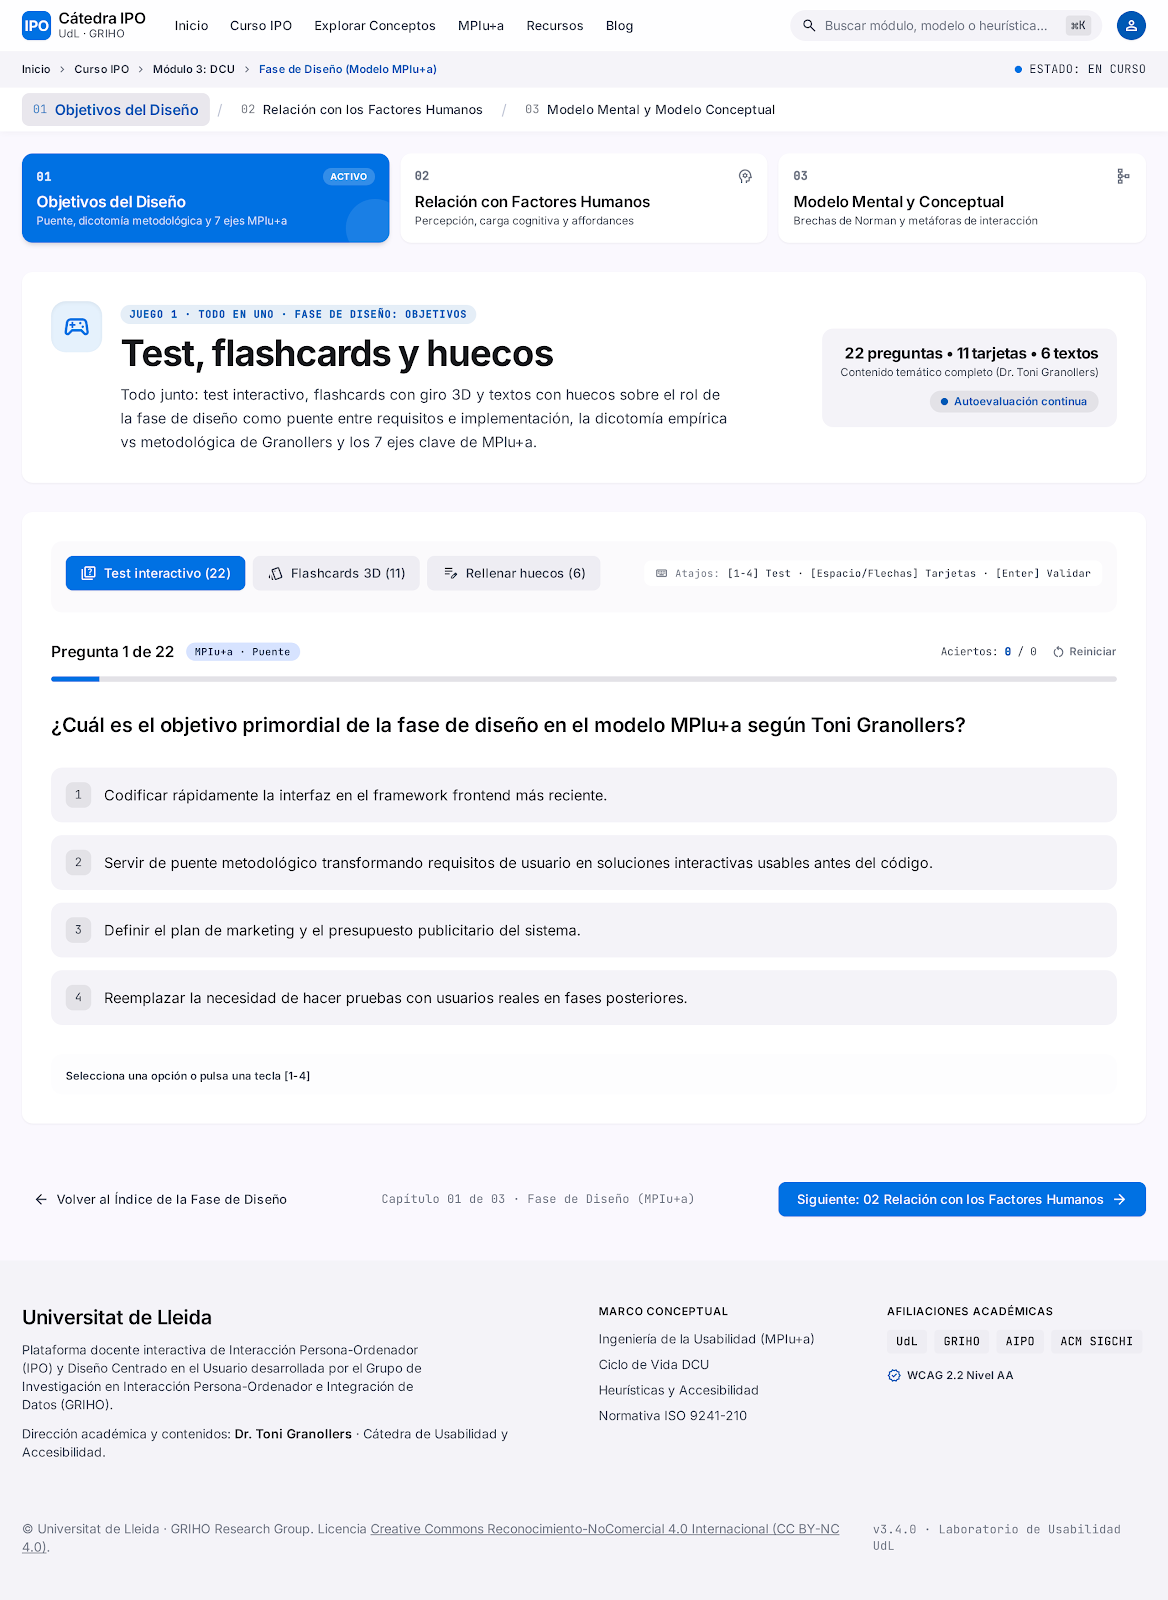 IPO
Cátedra IPO
UdL · GRIHO
Inicio
Curso IPO
Explorar Conceptos
MPIu+a
Recursos
Blog
Buscar módulo, modelo o heurística...
⌘K
Inicio > Curso IPO > Módulo 3: DCU > Fase de Diseño (Modelo MPIu+a)
ESTADO: EN CURSO
01 Objetivos del Diseño / 02 Relación con los Factores Humanos / 03 Modelo Mental y Modelo Conceptual
01
ACTIVO
Objetivos del Diseño
Puente, dicotomía metodológica y 7 ejes MPIu+a
02
Relación con Factores Humanos
Percepción, carga cognitiva y affordances
03
Modelo Mental y Conceptual
Brechas de Norman y metáforas de interacción
JUEGO 1 · TODO EN UNO · FASE DE DISEÑO: OBJETIVOS
Test, flashcards y huecos
Todo junto: test interactivo, flashcards con giro 3D y textos con huecos sobre el rol de
la fase de diseño como puente entre requisitos e implementación, la dicotomía empírica
vs metodológica de Granollers y los 7 ejes clave de MPIu+a.
22 preguntas • 11 tarjetas • 6 textos
Contenido temático completo (Dr. Toni Granollers)
Autoevaluación continua
Test interactivo (22)
Flashcards 3D (11)
Rellenar huecos (6)
Atajos: [1-4] Test · [Espacio/Flechas] Tarjetas · [Enter] Validar
Pregunta 1 de 22
MPIu+a · Puente
Aciertos: 0 / 0
Reiniciar
¿Cuál es el objetivo primordial de la fase de diseño en el modelo MPIu+a según Toni Granollers?
1 Codificar rápidamente la interfaz en el framework frontend más reciente.
2 Servir de puente metodológico transformando requisitos de usuario en soluciones interactivas usables antes del código.
3 Definir el plan de marketing y el presupuesto publicitario del sistema.
4 Reemplazar la necesidad de hacer pruebas con usuarios reales en fases posteriores.
Selecciona una opción o pulsa una tecla [1-4]
← Volver al Índice de la Fase de Diseño
Capítulo 01 de 03 · Fase de Diseño (MPIu+a)
Siguiente: 02 Relación con los Factores Humanos →
Universitat de Lleida
Plataforma docente interactiva de Interacción Persona-Ordenador
(IPO) y Diseño Centrado en el Usuario desarrollada por el Grupo de
Investigación en Interacción Persona-Ordenador e Integración de
Datos (GRIHO).
Dirección académica y contenidos: Dr. Toni Granollers · Cátedra de Usabilidad y
Accesibilidad.
MARCO CONCEPTUAL
Ingeniería de la Usabilidad (MPIu+a)
Ciclo de Vida DCU
Heurísticas y Accesibilidad
Normativa ISO 9241-210
AFILIACIONES ACADÉMICAS
UdL GRIHO AIPO ACM SIGCHI
WCAG 2.2 Nivel AA
© Universitat de Lleida · GRIHO Research Group. Licencia Creative Commons Reconocimiento-NoComercial 4.0 Internacional (CC BY-NC
4.0).
v3.4.0 · Laboratorio de Usabilidad
UdL